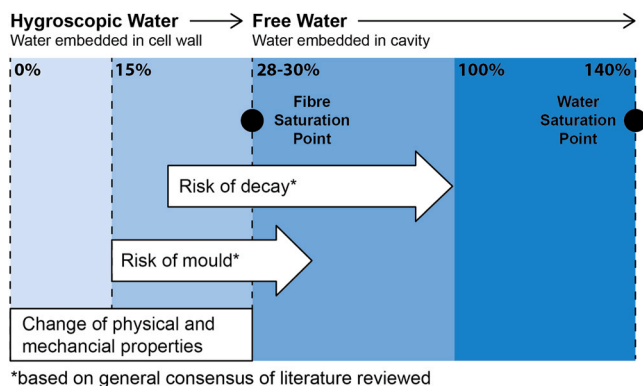 Hygroscopic Water
Water embedded in cell wall
Free Water
Water embedded in cavity
0%
15%
28-30%
100%
140%
Fibre
Saturation
Point
Water
Saturation
Point
Risk of decay*
Risk of mould*
Change of physical and
mechancial properties
*based on general consensus of literature reviewed